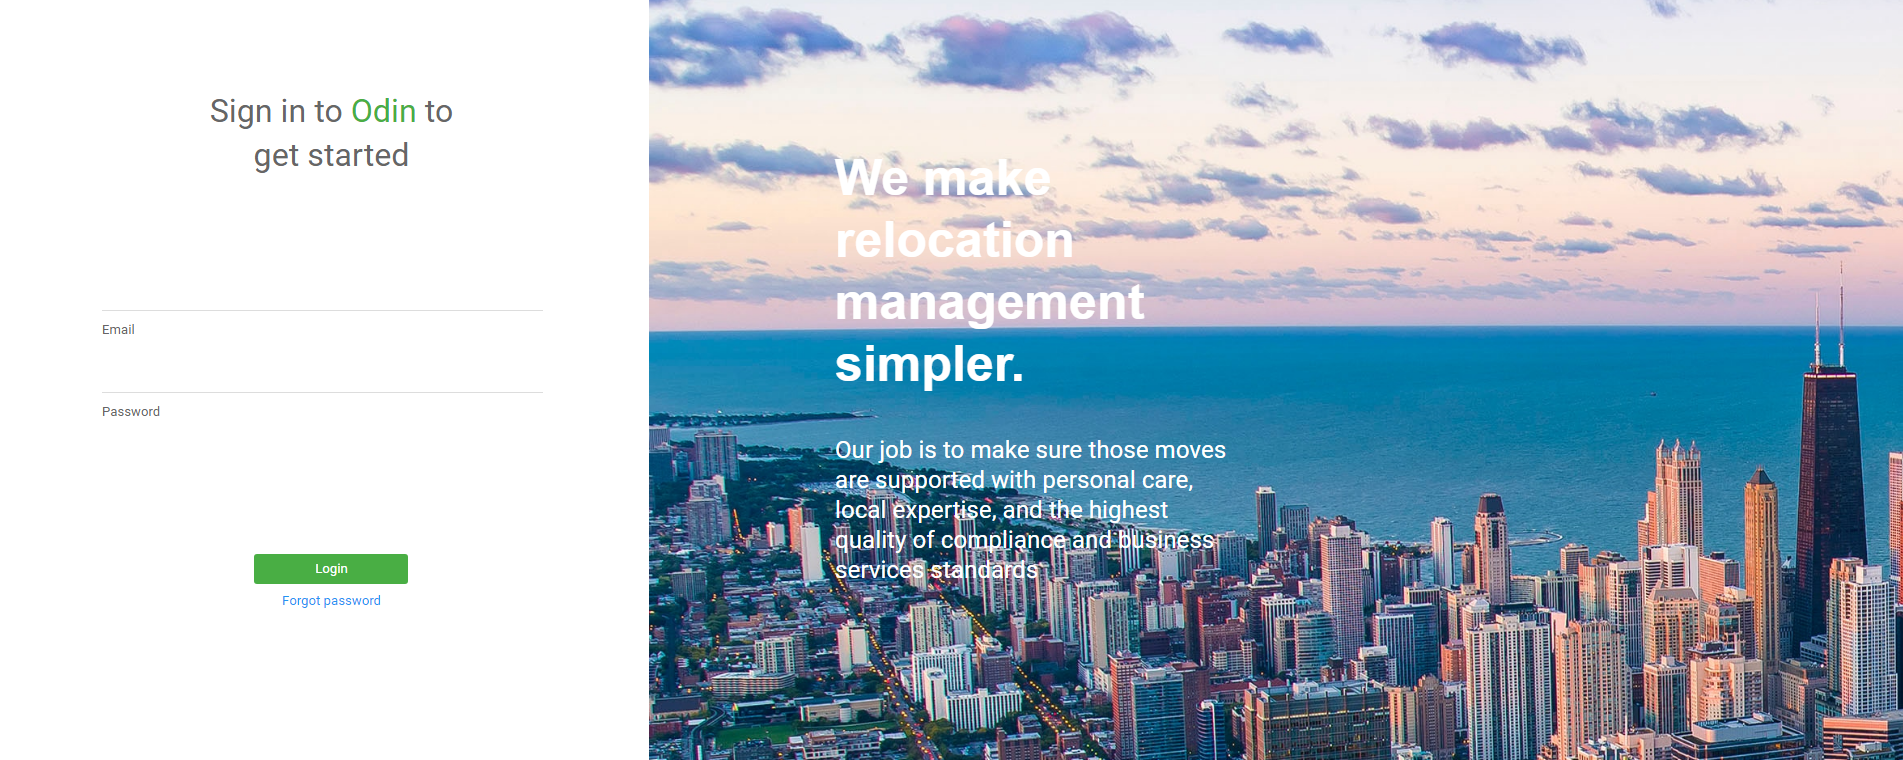 Sign in to Odin to
get started
Email
Password
Login
Forgot password
We make
relocation
management
simpler.
Our job is to make sure those moves
are supported with personal care,
local expertise, and the highest
quality of compliance and business
services standards